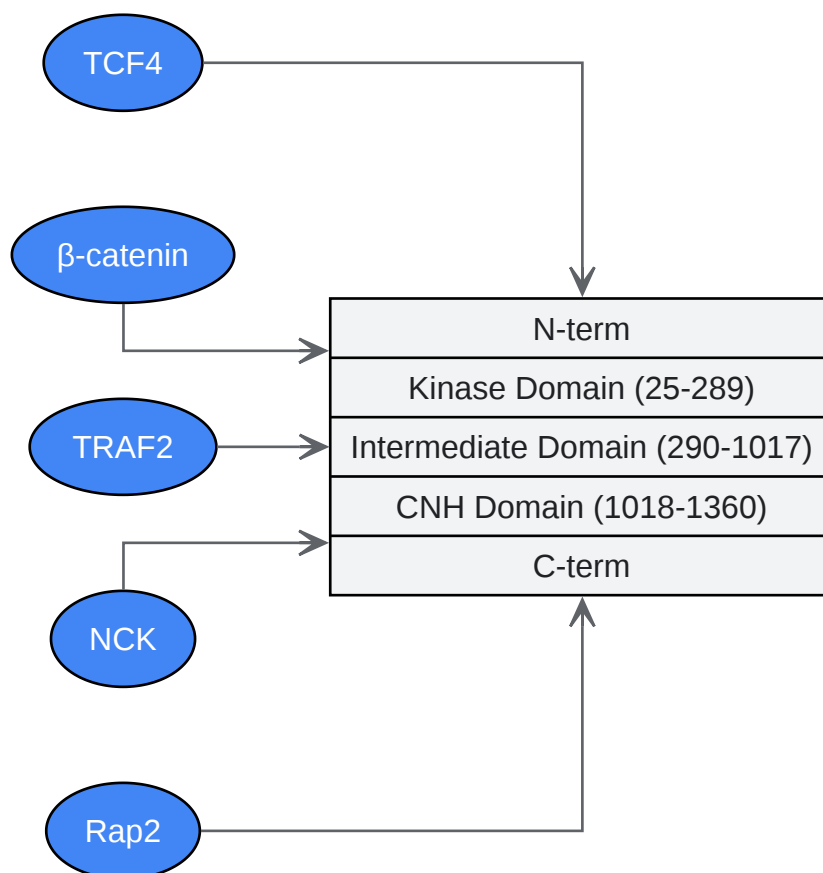 TCF4
β-catenin
N-term
Kinase Domain (25-289)
TRAF2
Intermediate Domain (290-1017)
CNH Domain (1018-1360)
C-term
NCK
Rap2